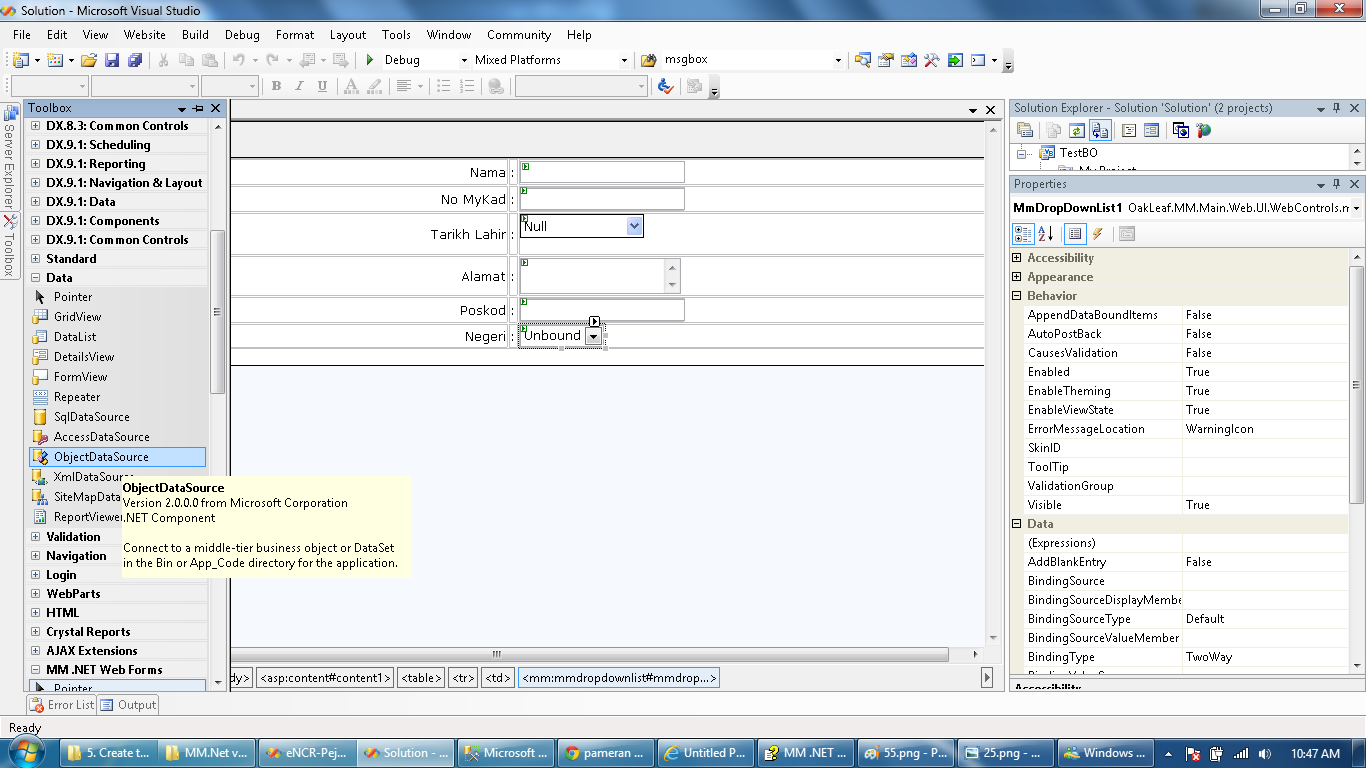 Solution - Microsoft Visual Studio
File Edit View Website Build Debug Format Layout Tools Window Community Help
Debug Mixed Platforms msgbox
B I U A
Server Explorer
Toolbox
Toolbox
DX.8.3: Common Controls
DX.9.1: Scheduling
DX.9.1: Reporting
DX.9.1: Navigation & Layout
DX.9.1: Data
DX.9.1: Components
DX.9.1: Common Controls
Standard
Data
Pointer
GridView
DataList
DetailsView
FormView
Repeater
SqlDataSource
AccessDataSource
ObjectDataSource
XmlDataSource
SiteMapData
ReportViewer
Validation
Navigation
Login
WebParts
HTML
Crystal Reports
AJAX Extensions
MM .NET Web Forms
Pointer
ObjectDataSource
Version 2.0.0.0 from Microsoft Corporation
.NET Component
Connect to a middle-tier business object or DataSet
in the Bin or App_Code directory for the application.
Nama :
No MyKad :
Tarikh Lahir : Null
Alamat :
Poskod :
Negeri : Unbound
dy> <asp:content#content1> <table> <tr> <td> <mm:mmdropdownlist#mmdrop...>
Solution Explorer - Solution 'Solution' (2 projects)
TestBO
My Project
Properties
MmDropDownList1 OakLeaf.MM.Main.Web.UI.WebControls.m
Accessibility
Appearance
Behavior
AppendDataBoundItems False
AutoPostBack False
CausesValidation False
Enabled True
EnableTheming True
EnableViewState True
ErrorMessageLocation WarningIcon
SkinID
ToolTip
ValidationGroup
Visible True
Data
(Expressions)
AddBlankEntry False
BindingSource
BindingSourceDisplayMembe
BindingSourceType Default
BindingSourceValueMember
BindingType TwoWay
Accessibility
Error List Output
Ready
5. Create t... MM.Net v... eNCR-Pej... Solution - ... Microsoft ... pameran ... Untitled P... MM .NET ... 55.png - P... 25.png - ... Windows ... 10:47 AM